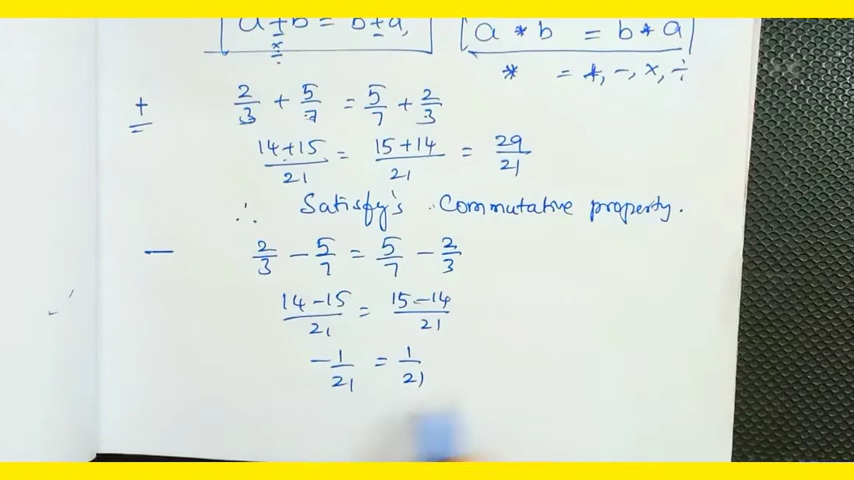 [a + b = b + a,] [a * b = b * a]
×
÷
* = +, -, ×, ÷
+ 2/3 + 5/7 = 5/7 + 2/3
14+15/21 = 15+14/21 = 29/21
∴ Satisfy's Commutative property.
— 2/3 - 5/7 = 5/7 - 2/3
14-15/21 = 15-14/21
-1/21 = 1/21